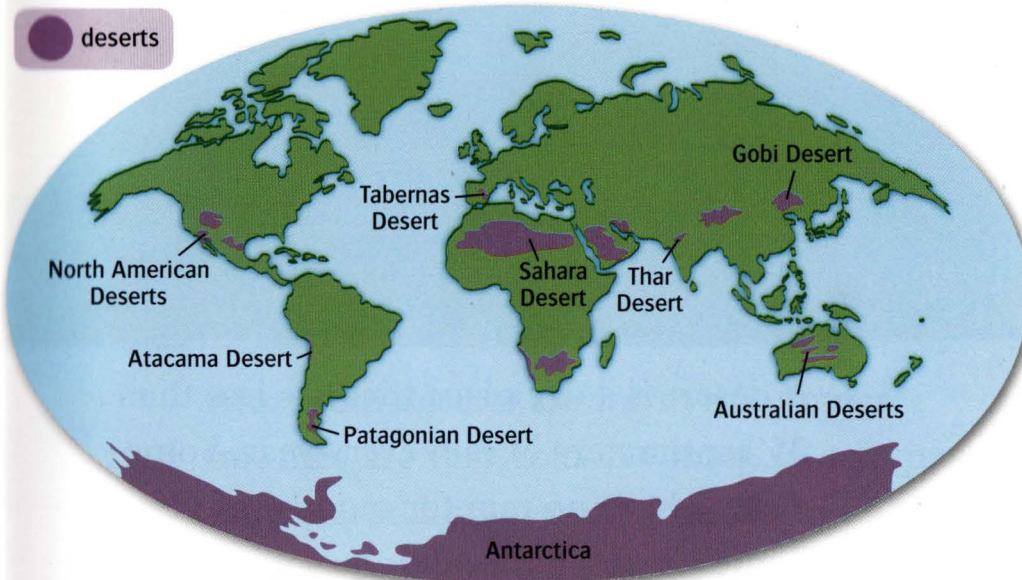 deserts
Gobi Desert
Tabernas
Desert
North American
Deserts
Sahara
Desert
Thar
Desert
Atacama Desert
Australian Deserts
Patagonian Desert
Antarctica